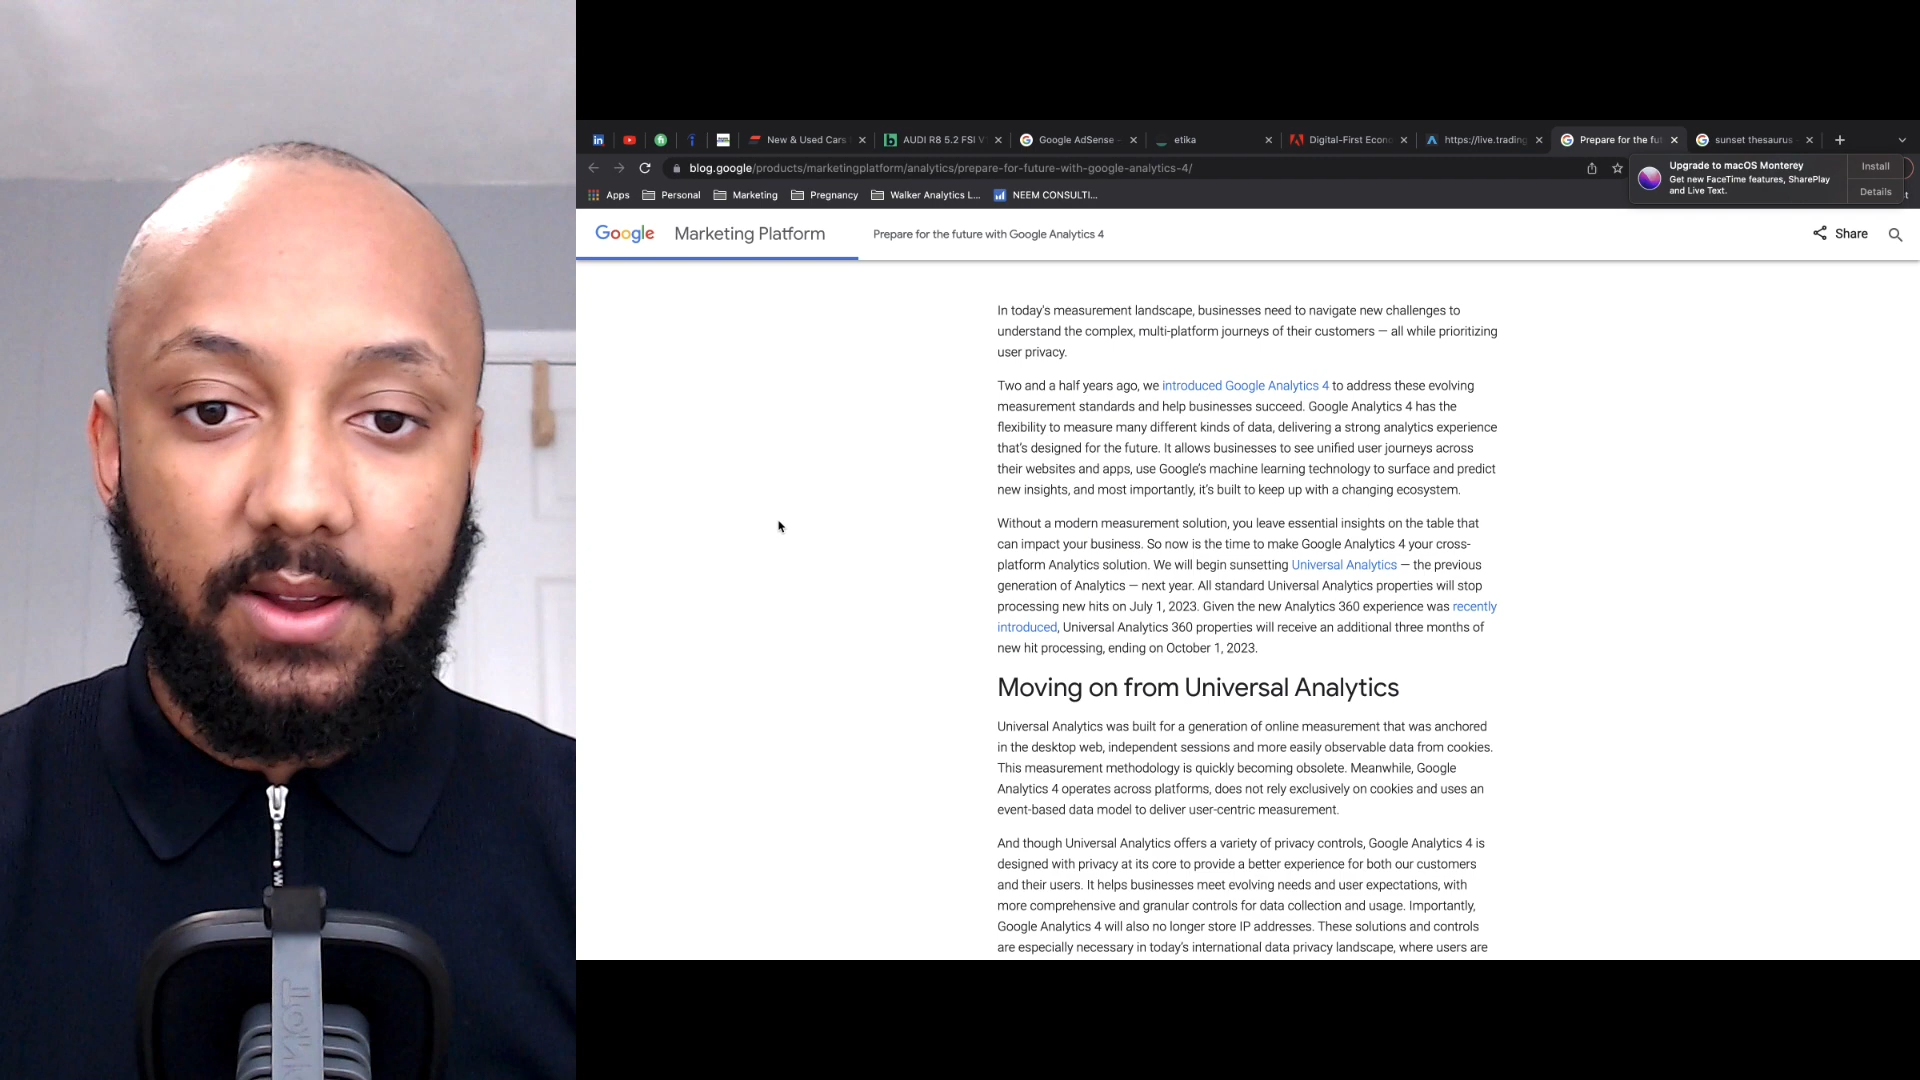 New & Used Cars
AUDI R8 5.2 FSI V
Google AdSense
etika
Digital-First Econ
https://live.trading
Prepare for the fu
sunset thesaurus
blog.google/products/marketingplatform/analytics/prepare-for-future-with-google-analytics-4/
Upgrade to macOS Monterey
Get new FaceTime features, SharePlay
and Live Text.
Install
Details
Apps
Personal
Marketing
Pregnancy
Walker Analytics L...
NEEM CONSULTI...
Google Marketing Platform
Prepare for the future with Google Analytics 4
Share
In today's measurement landscape, businesses need to navigate new challenges to
understand the complex, multi-platform journeys of their customers — all while prioritizing
user privacy.
Two and a half years ago, we introduced Google Analytics 4 to address these evolving
measurement standards and help businesses succeed. Google Analytics 4 has the
flexibility to measure many different kinds of data, delivering a strong analytics experience
that's designed for the future. It allows businesses to see unified user journeys across
their websites and apps, use Google's machine learning technology to surface and predict
new insights, and most importantly, it's built to keep up with a changing ecosystem.
Without a modern measurement solution, you leave essential insights on the table that
can impact your business. So now is the time to make Google Analytics 4 your cross-
platform Analytics solution. We will begin sunsetting Universal Analytics — the previous
generation of Analytics — next year. All standard Universal Analytics properties will stop
processing new hits on July 1, 2023. Given the new Analytics 360 experience was recently
introduced, Universal Analytics 360 properties will receive an additional three months of
new hit processing, ending on October 1, 2023.
Moving on from Universal Analytics
Universal Analytics was built for a generation of online measurement that was anchored
in the desktop web, independent sessions and more easily observable data from cookies.
This measurement methodology is quickly becoming obsolete. Meanwhile, Google
Analytics 4 operates across platforms, does not rely exclusively on cookies and uses an
event-based data model to deliver user-centric measurement.
And though Universal Analytics offers a variety of privacy controls, Google Analytics 4 is
designed with privacy at its core to provide a better experience for both our customers
and their users. It helps businesses meet evolving needs and user expectations, with
more comprehensive and granular controls for data collection and usage. Importantly,
Google Analytics 4 will also no longer store IP addresses. These solutions and controls
are especially necessary in today's international data privacy landscape, where users are